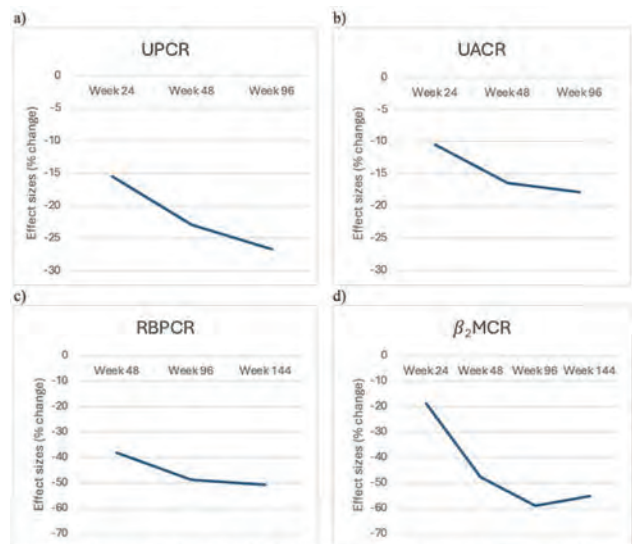 a)
UPCR
0
Week 24 Week 48 Week 96
-5
-10
-15
-20
-25
-30
Effect sizes (% change)
b)
UACR
0
Week 24 Week 48 Week 96
-5
-10
-15
-20
-25
-30
Effect sizes (% change)
c)
RBPCR
0
Week 48 Week 96 Week 144
-10
-20
-30
-40
-50
-60
-70
Effect sizes (% change)
d)
β₂MCR
0
Week 24 Week 48 Week 96 Week 144
-10
-20
-30
-40
-50
-60
-70
Effect sizes (% change)